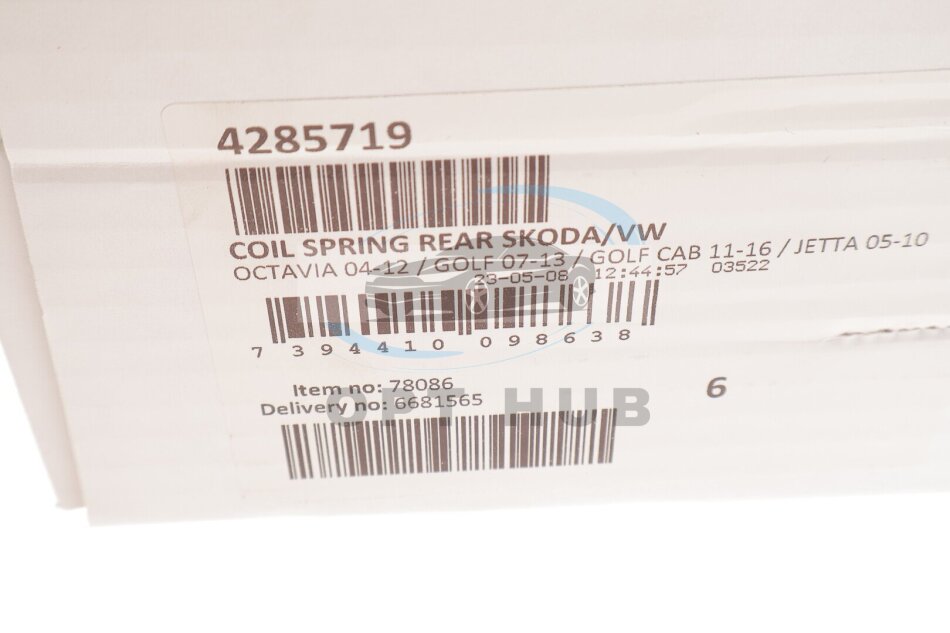 4285719
COIL SPRING REAR SKODA/VW
OCTAVIA 04-12 / GOLF 07-13 / GOLF CAB 11-16 / JETTA 05-10
23-05-08 12:44:57 03522
7 394410 098638
Item no: 78086
Delivery no: 6681565
6
OPT HUB